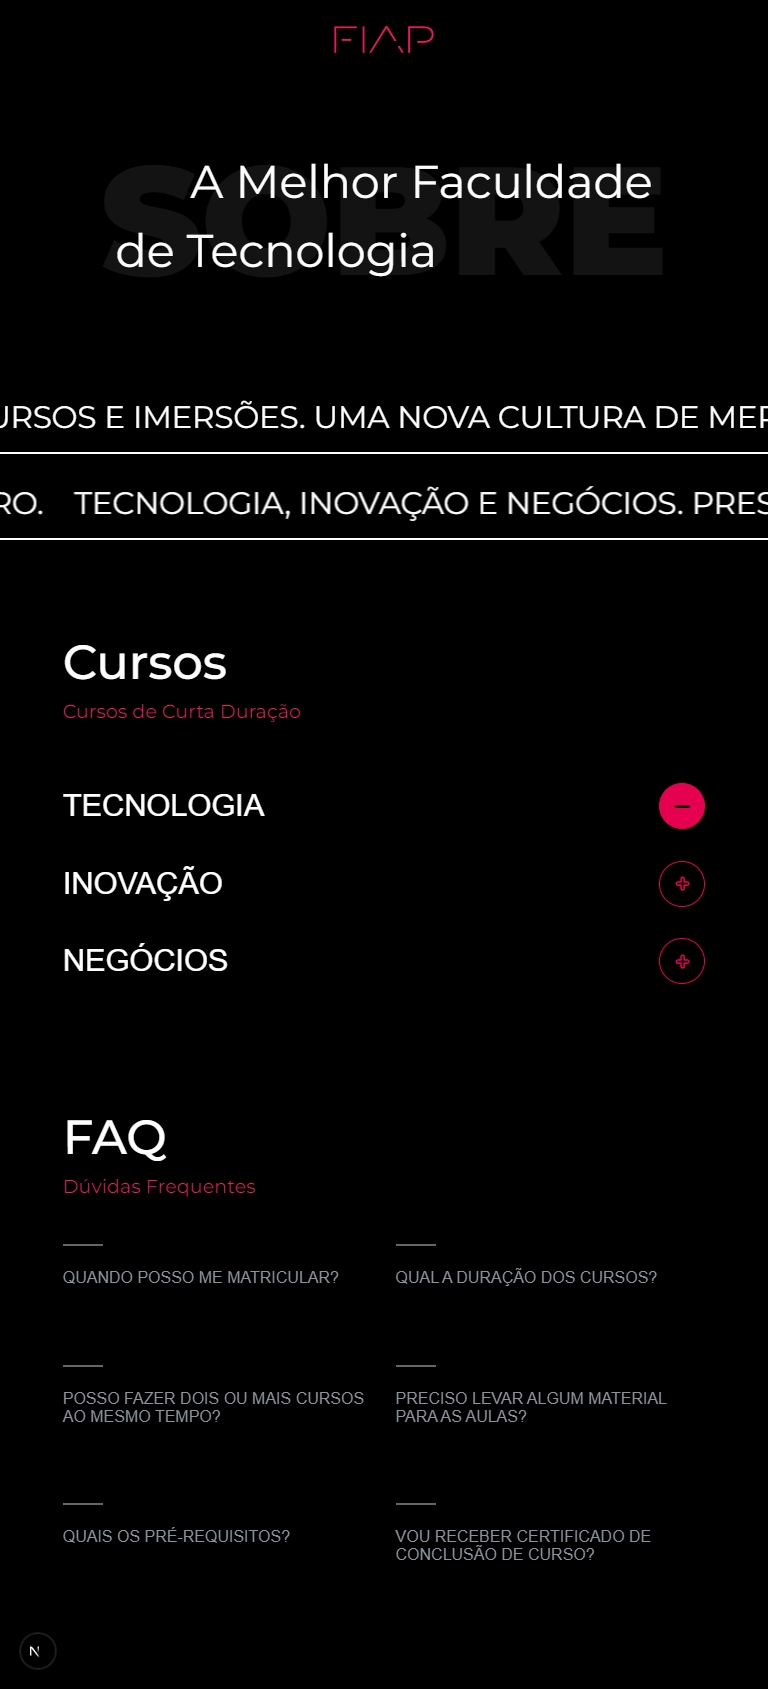 FIAP
SOBRE
A Melhor Faculdade
de Tecnologia
URSOS E IMERSÕES. UMA NOVA CULTURA DE MER
RO. TECNOLOGIA, INOVAÇÃO E NEGÓCIOS. PRES
Cursos
Cursos de Curta Duração
TECNOLOGIA
INOVAÇÃO
NEGÓCIOS
FAQ
Dúvidas Frequentes
QUANDO POSSO ME MATRICULAR?
QUAL A DURAÇÃO DOS CURSOS?
POSSO FAZER DOIS OU MAIS CURSOS
AO MESMO TEMPO?
PRECISO LEVAR ALGUM MATERIAL
PARA AS AULAS?
QUAIS OS PRÉ-REQUISITOS?
VOU RECEBER CERTIFICADO DE
CONCLUSÃO DE CURSO?
N